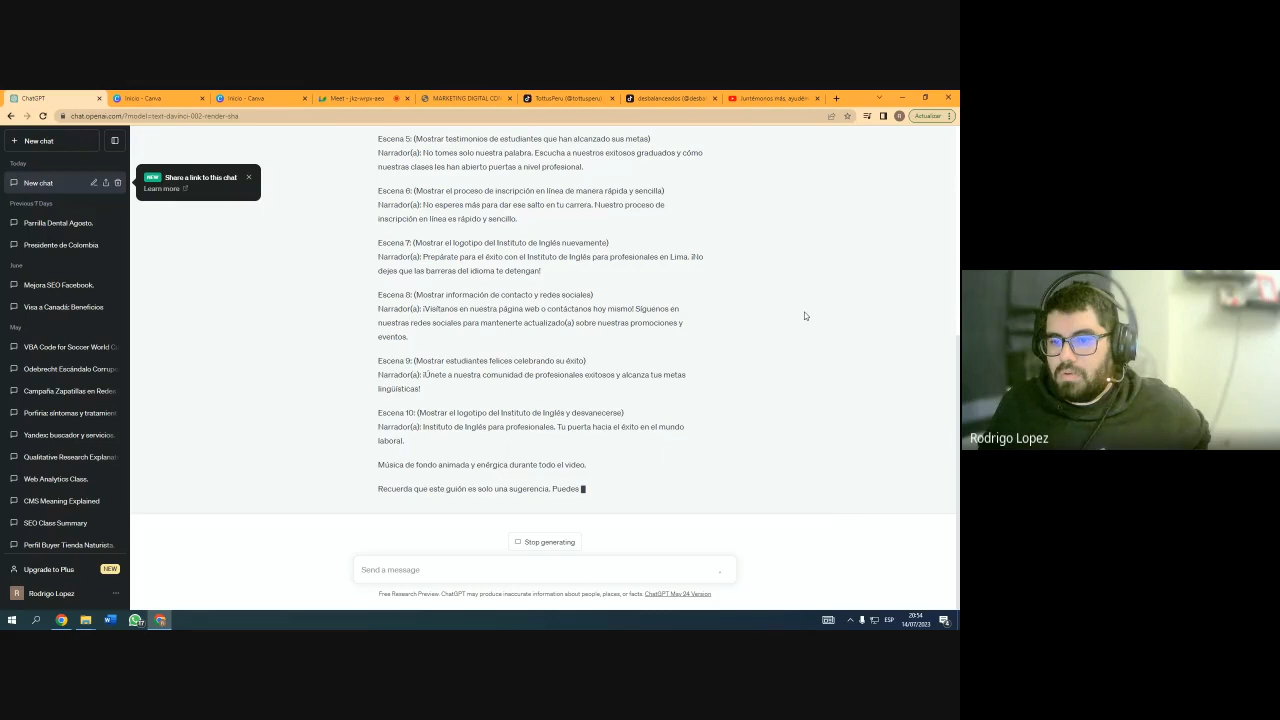 ChatGPT
Inicio - Canva
Inicio - Canva
Meet - jkz-wrpv-aeo
MARKETING DIGITAL CO
TottusPeru (@tottusperu)
desbalanceados (@desb
Juntémonos más, ayudém
chat.openai.com/?model=text-davinci-002-render-sha
Actualizar
New chat
Today
New chat
Previous 7 Days
Parrilla Dental Agosto.
Presidente de Colombia
June
Mejora SEO Facebook.
Visa a Canadá: Beneficios
May
VBA Code for Soccer World Cu
Odebrecht Escándalo Corrupc
Campaña Zapatillas en Redes
Porfiria: síntomas y tratamient
Yandex: buscador y servicios.
Qualitative Research Explanat
Web Analytics Class.
CMS Meaning Explained
SEO Class Summary
Perfil Buyer Tienda Naturista.
Upgrade to Plus
NEW
R
Rodrigo Lopez
NEW
Share a link to this chat
Learn more
Escena 5: (Mostrar testimonios de estudiantes que han alcanzado sus metas)
Narrador(a): No tomes solo nuestra palabra. Escucha a nuestros exitosos graduados y cómo
nuestras clases les han abierto puertas a nivel profesional.
Escena 6: (Mostrar el proceso de inscripción en línea de manera rápida y sencilla)
Narrador(a): No esperes más para dar ese salto en tu carrera. Nuestro proceso de
inscripción en línea es rápido y sencillo.
Escena 7: (Mostrar el logotipo del Instituto de Inglés nuevamente)
Narrador(a): Prepárate para el éxito con el Instituto de Inglés para profesionales en Lima. ¡No
dejes que las barreras del idioma te detengan!
Escena 8: (Mostrar información de contacto y redes sociales)
Narrador(a): ¡Visítanos en nuestra página web o contáctanos hoy mismo! Síguenos en
nuestras redes sociales para mantenerte actualizado(a) sobre nuestras promociones y
eventos.
Escena 9: (Mostrar estudiantes felices celebrando su éxito)
Narrador(a): ¡Únete a nuestra comunidad de profesionales exitosos y alcanza tus metas
lingüísticas!
Escena 10: (Mostrar el logotipo del Instituto de Inglés y desvanecerse)
Narrador(a): Instituto de Inglés para profesionales. Tu puerta hacia el éxito en el mundo
laboral.
Música de fondo animada y enérgica durante todo el video.
Recuerda que este guión es solo una sugerencia. Puedes
Stop generating
Send a message
Free Research Preview. ChatGPT may produce inaccurate information about people, places, or facts. ChatGPT May 24 Version
ESP
20:54
14/07/2023
Rodrigo Lopez